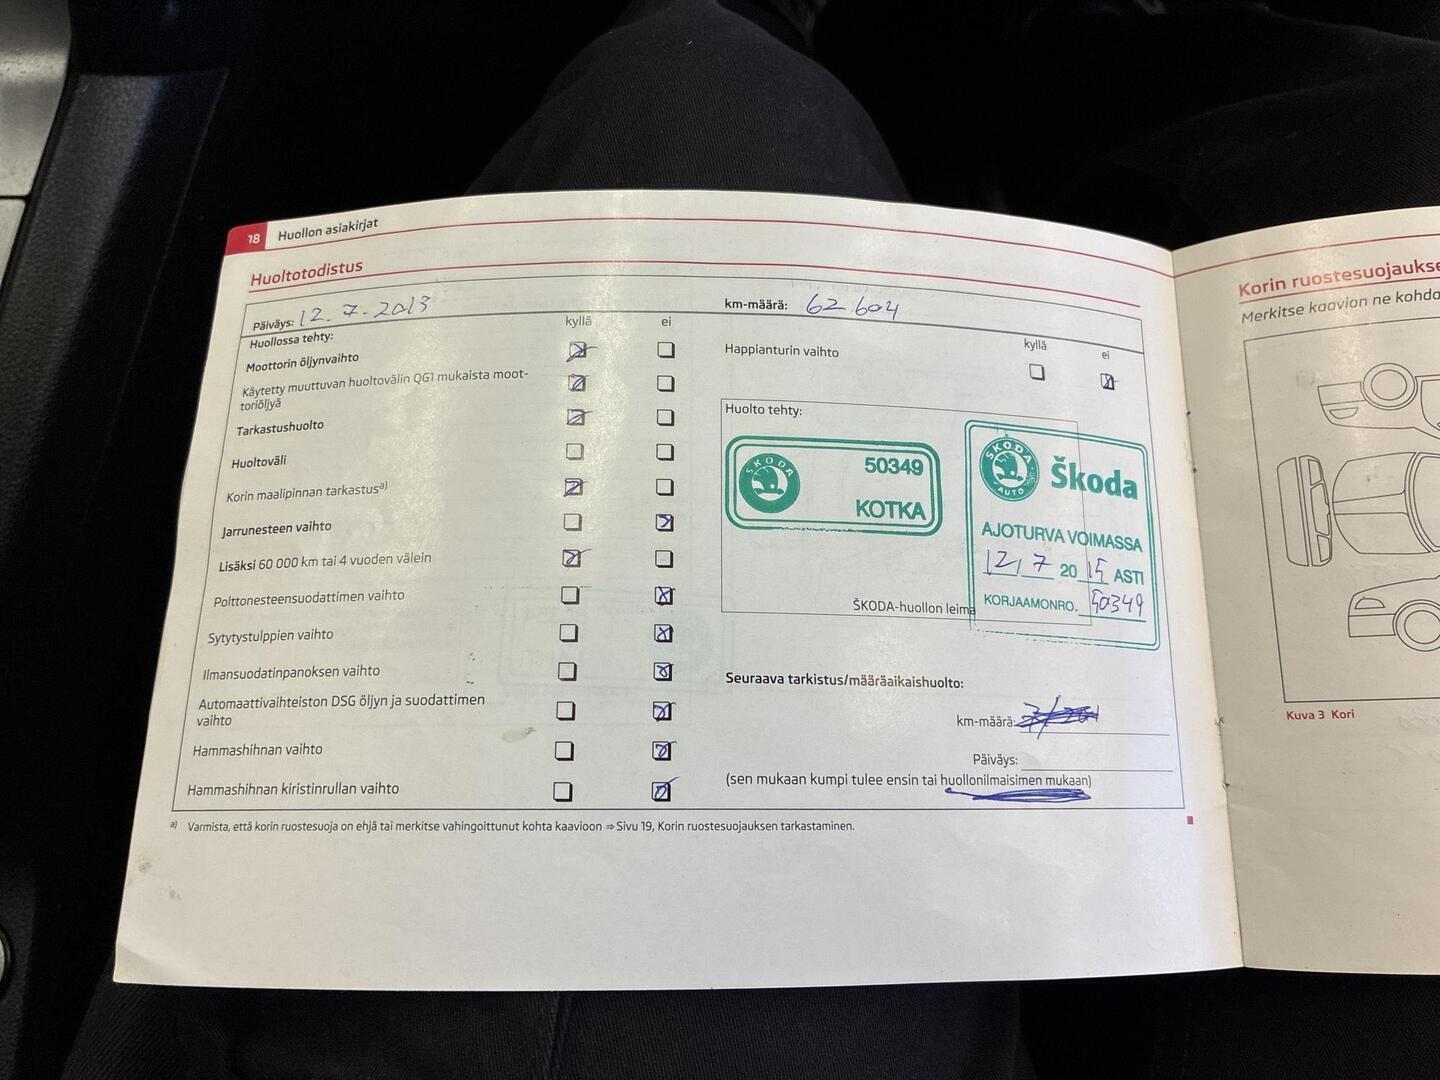 18 Huollon asiakirjat
Huoltotodistus
Päiväys: 12.7.2013
km-määrä: 62.604
Huollossa tehty:
kyllä ei
Moottorin öljynvaihto
Käytetty muuttuvan huoltovälin QG1 mukaista moot-
toriöljyä
Tarkastushuolto
Huoltoväli
Korin maalipinnan tarkastus a)
Jarrunesteen vaihto
Lisäksi 60 000 km tai 4 vuoden välein
Polttonesteensuodattimen vaihto
Sytytystulppien vaihto
Ilmansuodatinpanoksen vaihto
Automaattivaihteiston DSG öljyn ja suodattimen
vaihto
Hammashihnan vaihto
Hammashihnan kiristinrullan vaihto
kyllä ei
Happianturin vaihto
Huolto tehty:
SKODA
50349
KOTKA
SKODA
AUTO
Škoda
AJOTURVA VOIMASSA
12/7 2015 ASTI
KORJAAMONRO. 50349
ŠKODA-huollon leima
Seuraava tarkistus/määräaikaishuolto:
km-määrä:
Päiväys:
(sen mukaan kumpi tulee ensin tai huollonilmaisimen mukaan)
a) Varmista, että korin ruostesuoja on ehjä tai merkitse vahingoittunut kohta kaavioon ⇒ Sivu 19, Korin ruostesuojauksen tarkastaminen.
Korin ruostesuojaukse
Merkitse kaavion ne kohda
Kuva 3 Kori